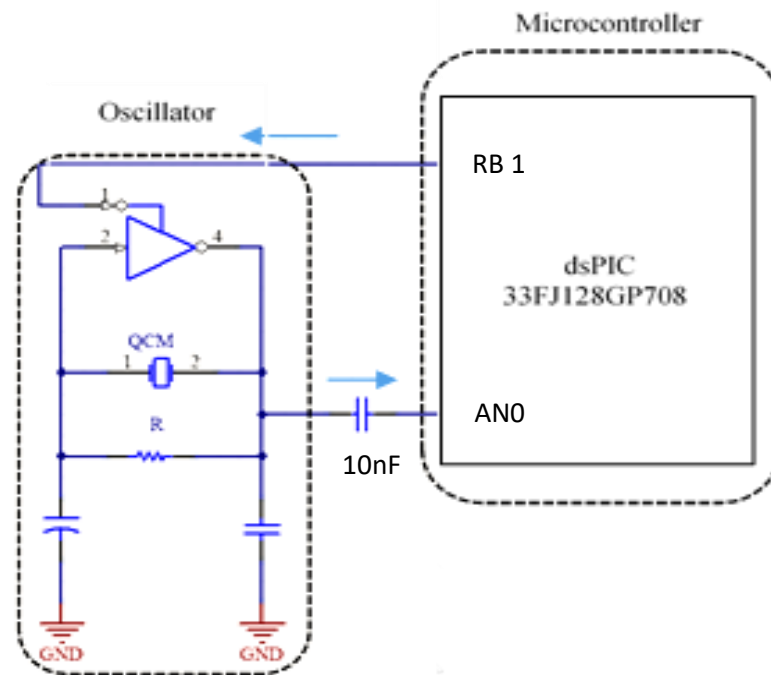 Microcontroller
Oscillator
RB 1
1
2
4
dsPIC
33FJ128GP708
QCM
1
2
R
AN0
10nF
GND
GND